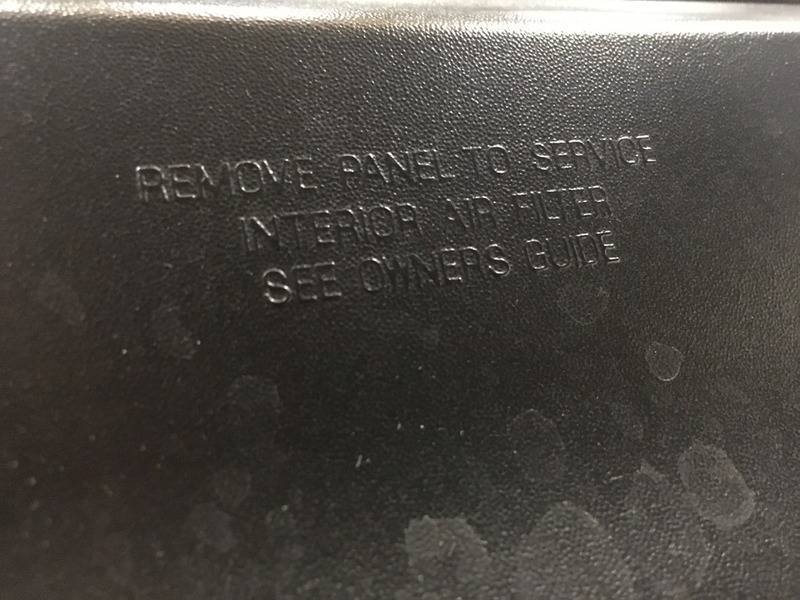 REMOVE PANEL TO SERVICE
INTERIOR AIR FILTER
SEE OWNERS GUIDE